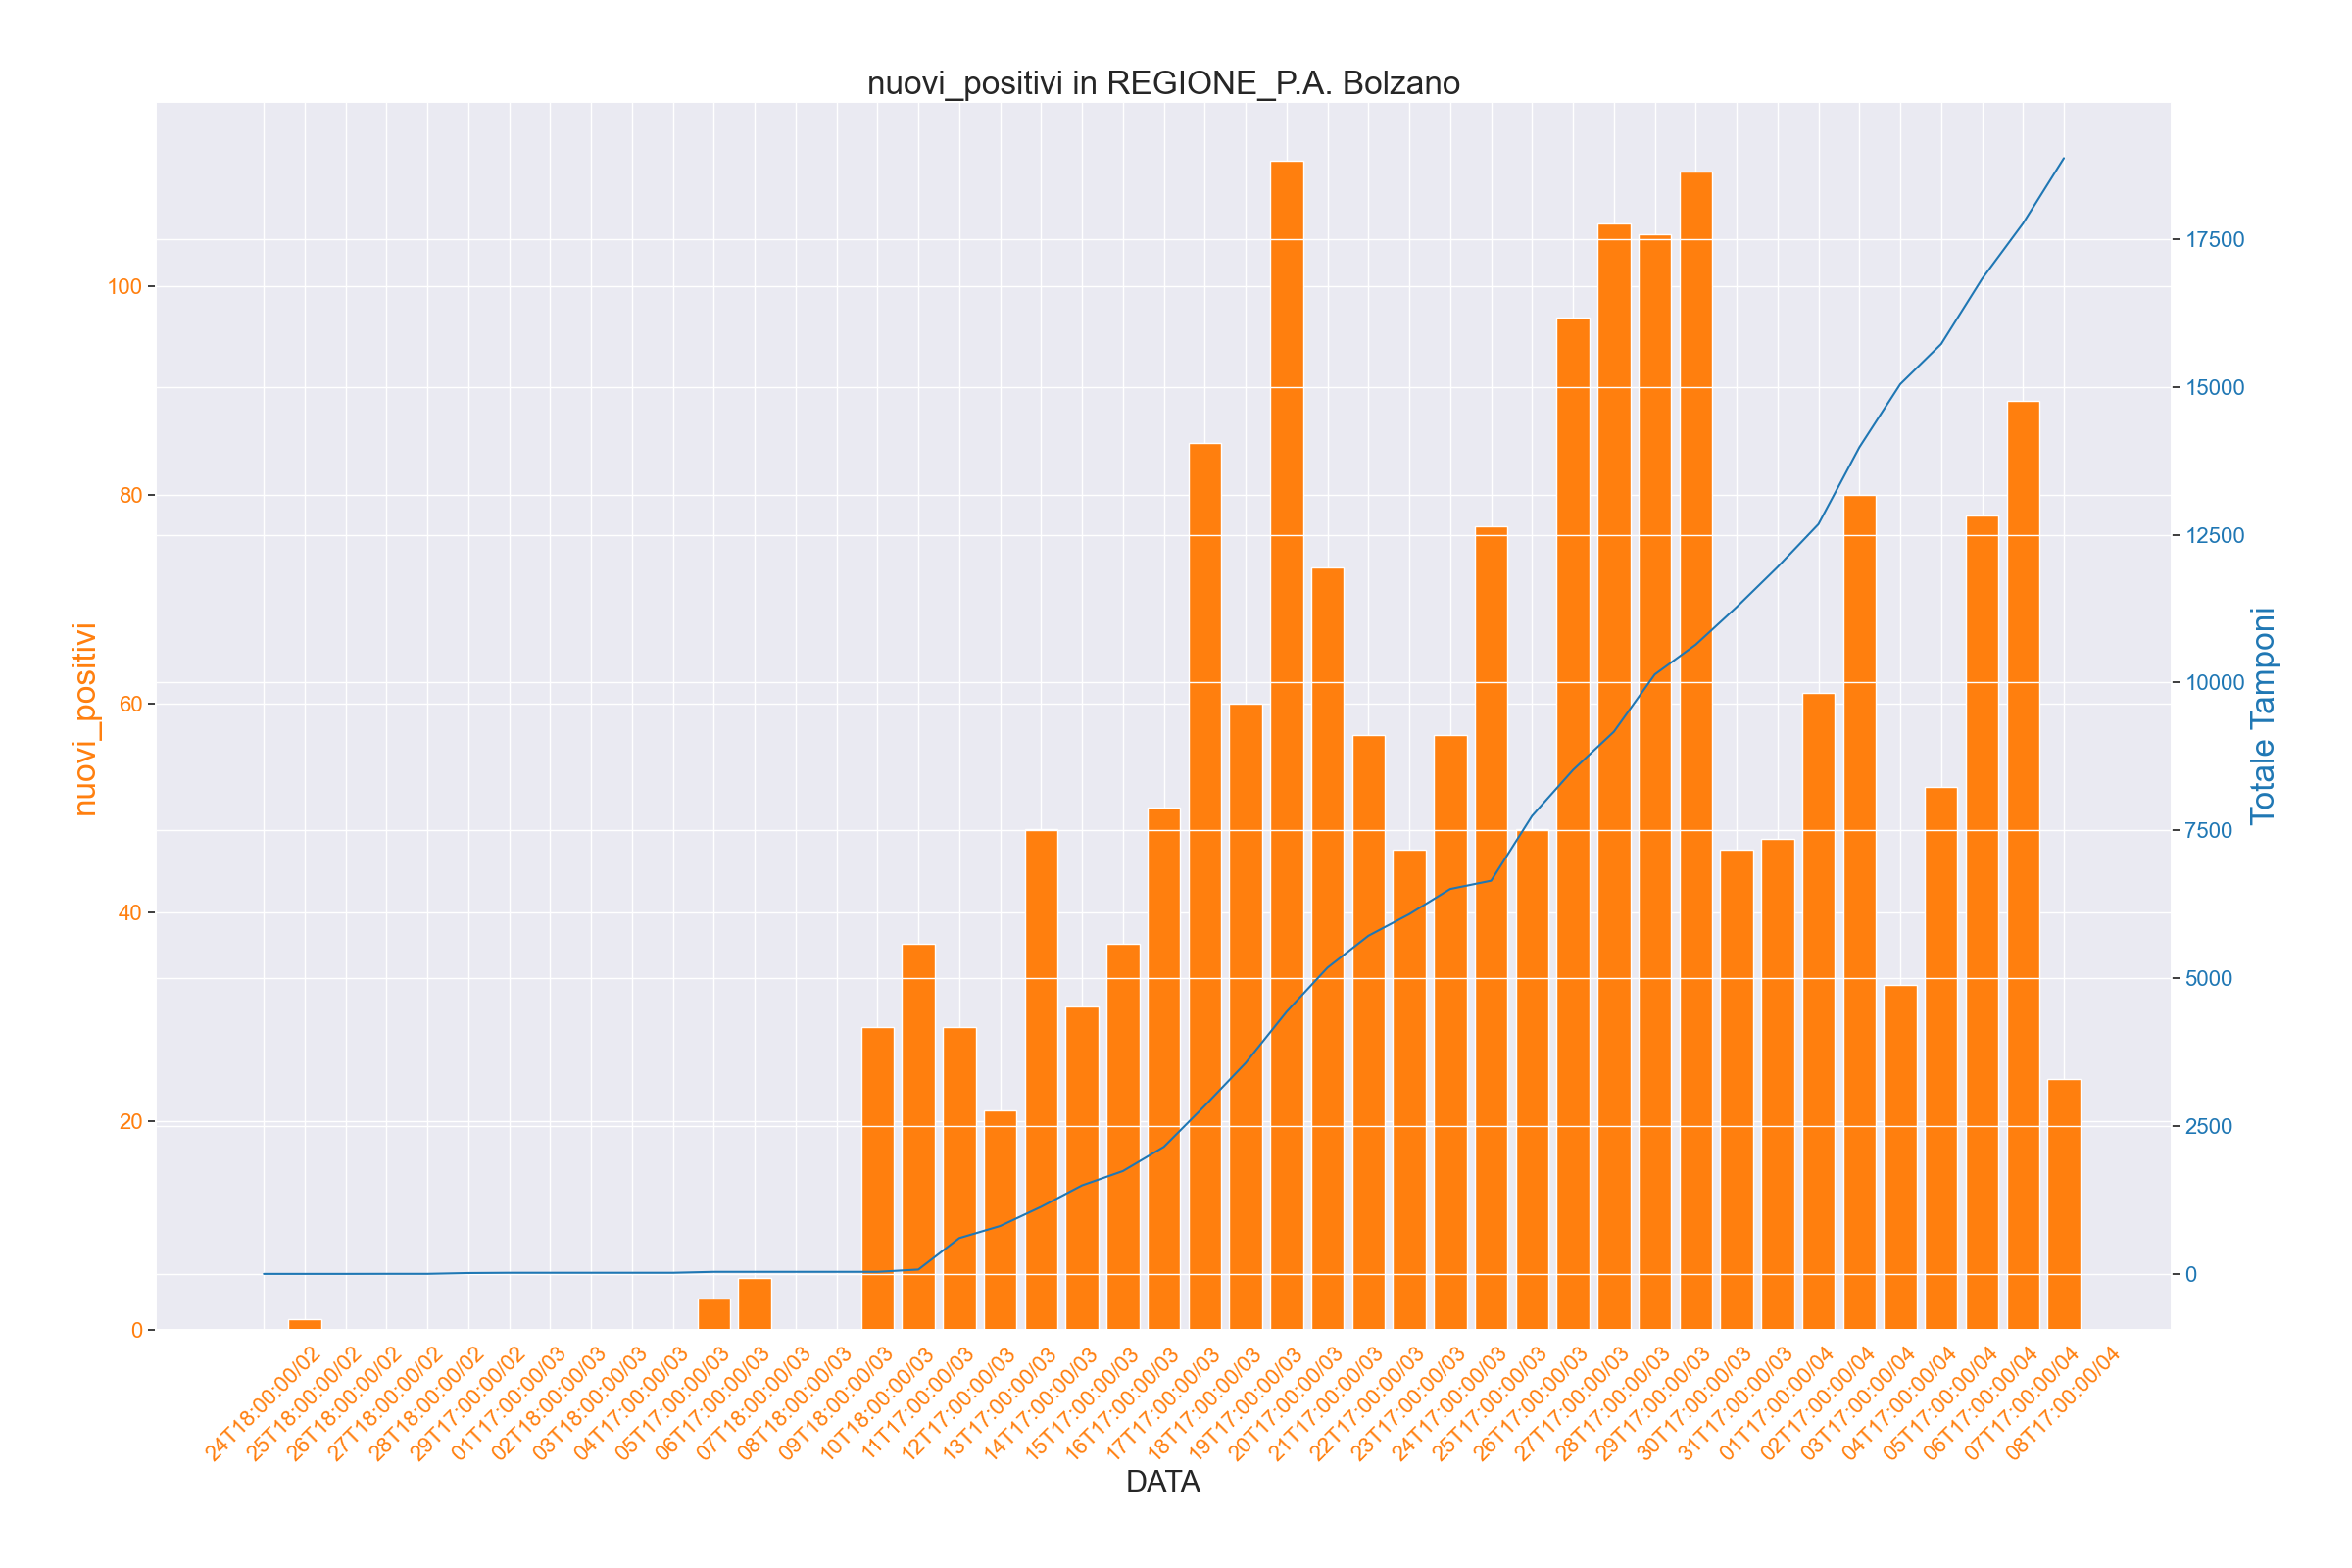 nuovi_positivi in REGIONE_P.A. Bolzano
nuovi_positivi
100
80
60
40
20
0
Totale Tamponi
17500
15000
12500
10000
7500
5000
2500
0
24T18:00:00/02
25T18:00:00/02
26T18:00:00/02
27T18:00:00/02
28T18:00:00/02
29T17:00:00/02
01T17:00:00/03
02T18:00:00/03
03T18:00:00/03
04T17:00:00/03
05T17:00:00/03
06T17:00:00/03
07T18:00:00/03
08T18:00:00/03
09T18:00:00/03
10T18:00:00/03
11T17:00:00/03
12T17:00:00/03
13T17:00:00/03
14T17:00:00/03
15T17:00:00/03
16T17:00:00/03
17T17:00:00/03
18T17:00:00/03
19T17:00:00/03
20T17:00:00/03
21T17:00:00/03
22T17:00:00/03
23T17:00:00/03
24T17:00:00/03
25T17:00:00/03
26T17:00:00/03
27T17:00:00/03
28T17:00:00/03
29T17:00:00/03
30T17:00:00/03
31T17:00:00/03
01T17:00:00/04
02T17:00:00/04
03T17:00:00/04
04T17:00:00/04
05T17:00:00/04
06T17:00:00/04
07T17:00:00/04
08T17:00:00/04
DATA